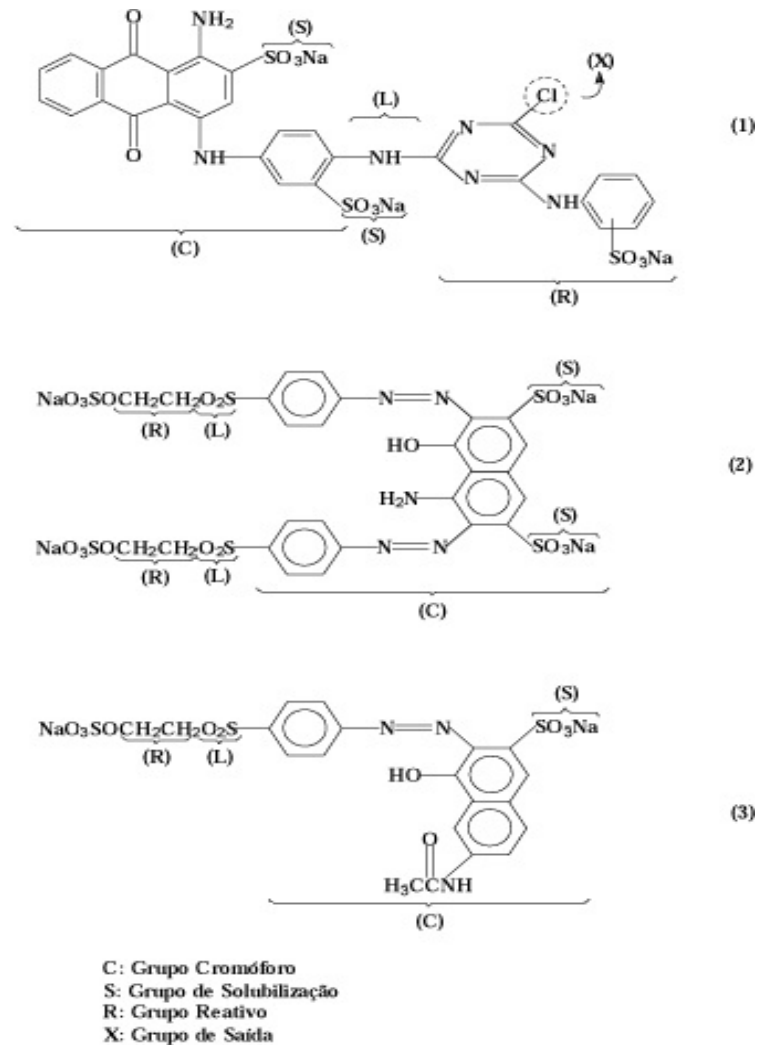 O NH₂ (S)
SO₃Na
(X)
(L) Cl
N (1)
N
O NH NH N
SO₃Na NH
(C) (S)
SO₃Na
(R)
(S)
NaO₃SOCH₂CH₂O₂S N N SO₃Na
(R) (L)
HO
(2)
H₂N
(S)
NaO₃SOCH₂CH₂O₂S N N SO₃Na
(R) (L)
(C)
(S)
NaO₃SOCH₂CH₂O₂S N N SO₃Na
(R) (L)
HO
(3)
O
H₃CCNH
(C)
C: Grupo Cromóforo
S: Grupo de Solubilização
R: Grupo Reativo
X: Grupo de Saída